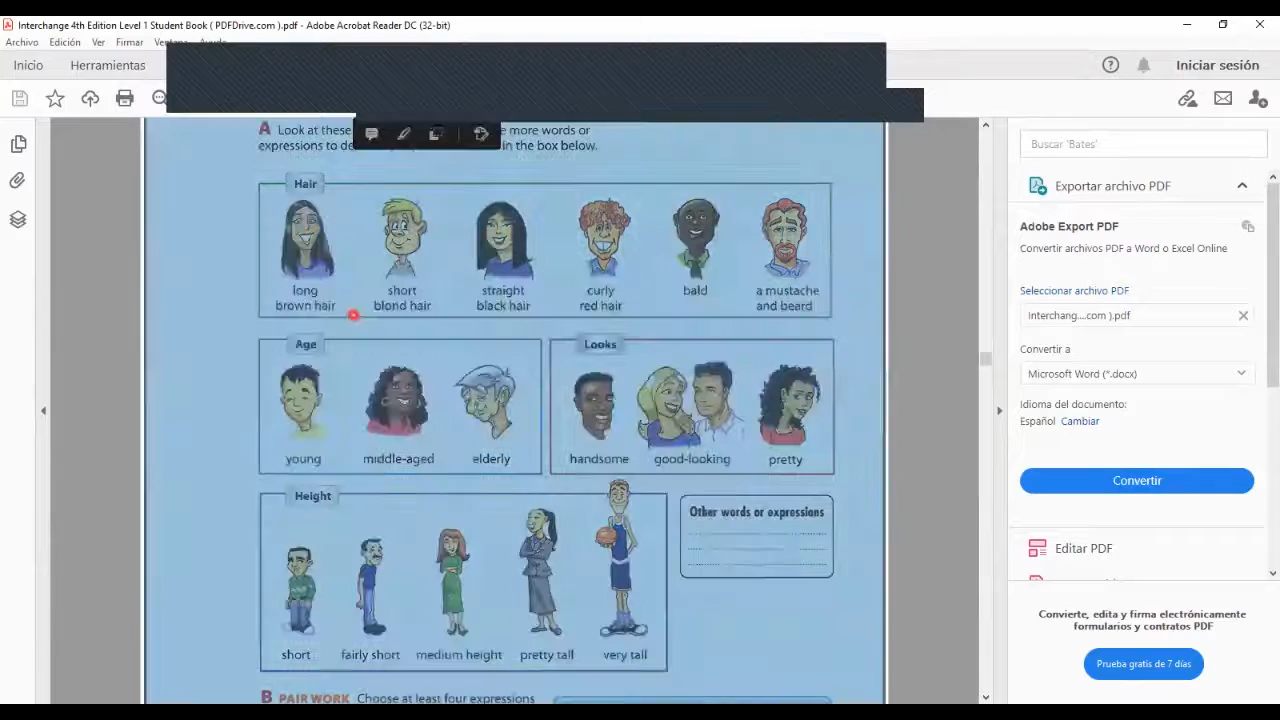 Interchange 4th Edition Level 1 Student Book ( PDFDrive.com ).pdf - Adobe Acrobat Reader DC (32-bit)
Archivo Edición Ver Firmar Ventana Ayuda
Inicio Herramientas
Iniciar sesión
A Look at these
more words or
expressions to
in the box below.
Hair
long
brown hair
short
blond hair
straight
black hair
curly
red hair
bald
a mustache
and beard
Age
young middle-aged elderly
Looks
handsome good-looking pretty
Height
short fairly short medium height pretty tall very tall
Other words or expressions
B PAIR WORK Choose at least four expressions
Buscar 'Bates'
Exportar archivo PDF
Adobe Export PDF
Convertir archivos PDF a Word o Excel Online
Seleccionar archivo PDF
Interchang....com ).pdf
Convertir a
Microsoft Word (*.docx)
Idioma del documento:
Español Cambiar
Convertir
Editar PDF
Convierte, edita y firma electrónicamente
formularios y contratos PDF
Prueba gratis de 7 días